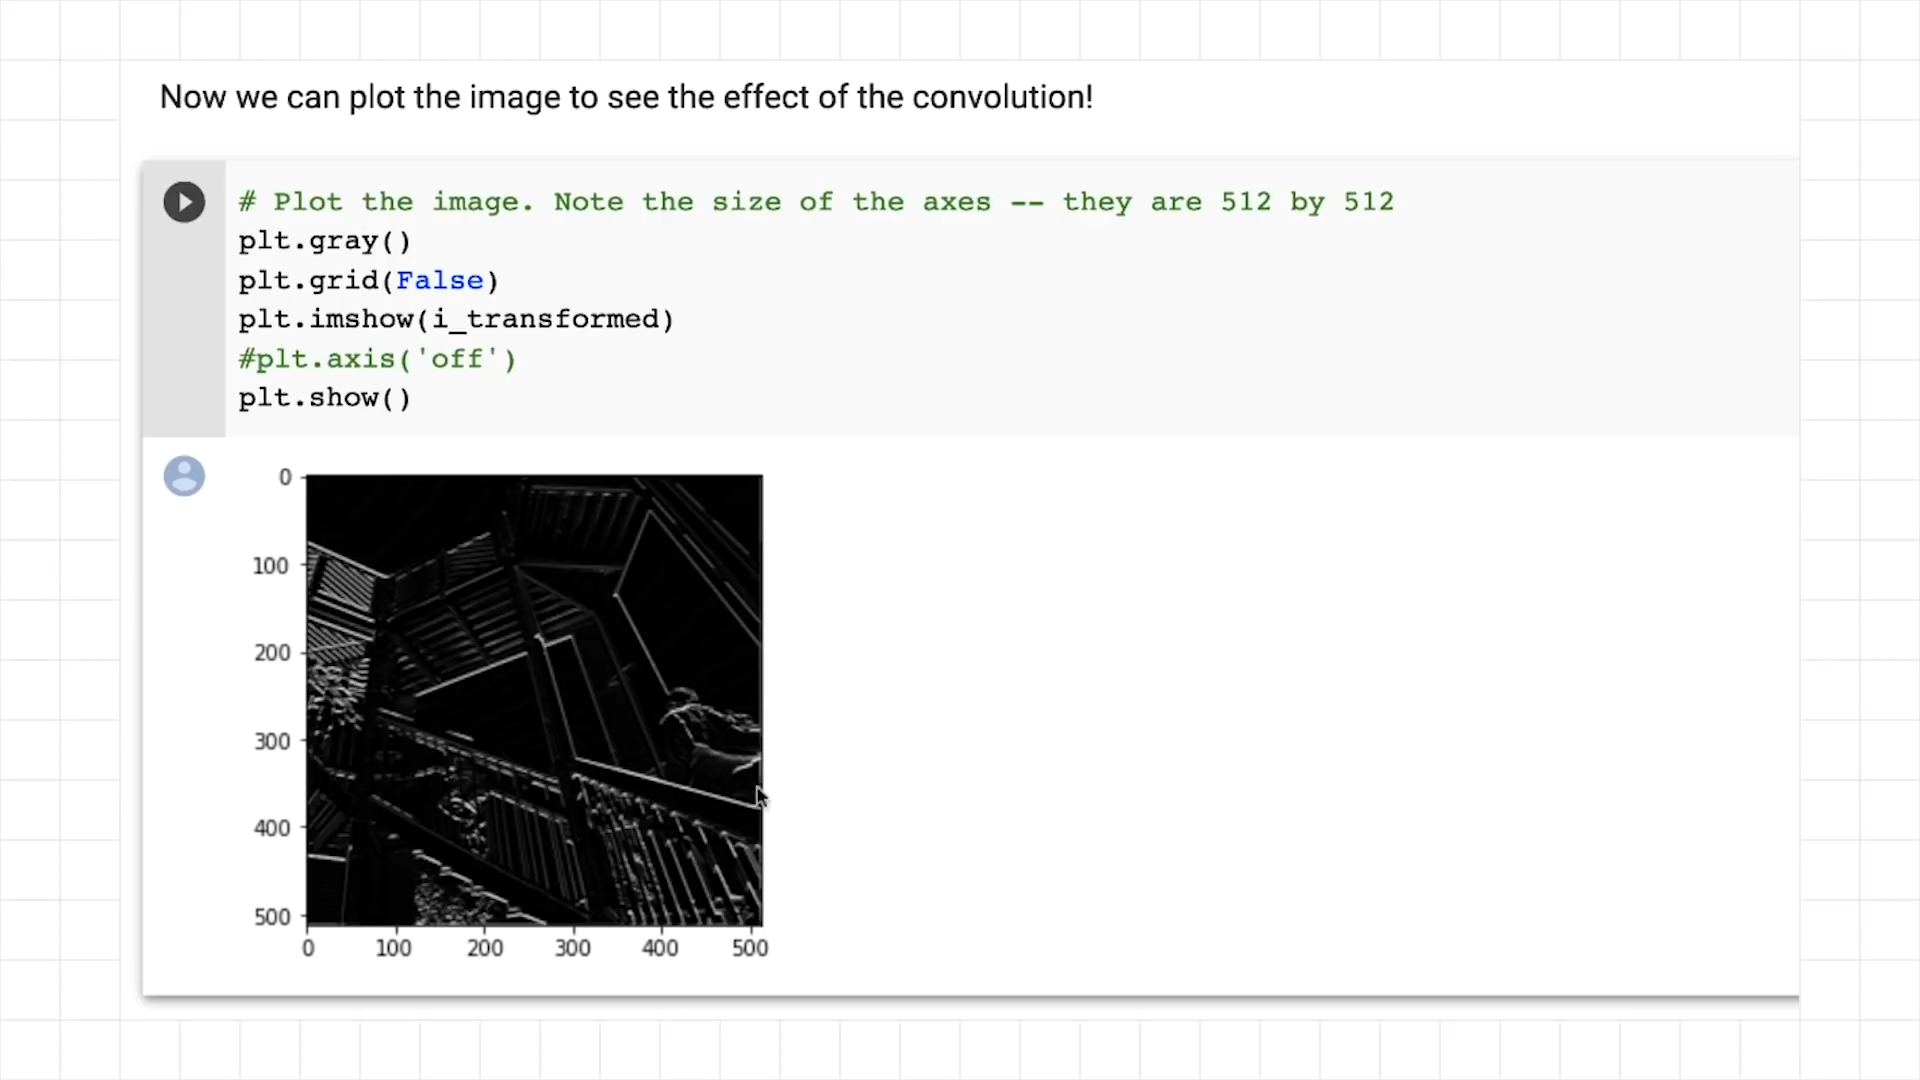 Now we can plot the image to see the effect of the convolution!
# Plot the image. Note the size of the axes -- they are 512 by 512
plt.gray()
plt.grid(False)
plt.imshow(i_transformed)
#plt.axis('off')
plt.show()
0
100
200
300
400
500
0 100 200 300 400 500